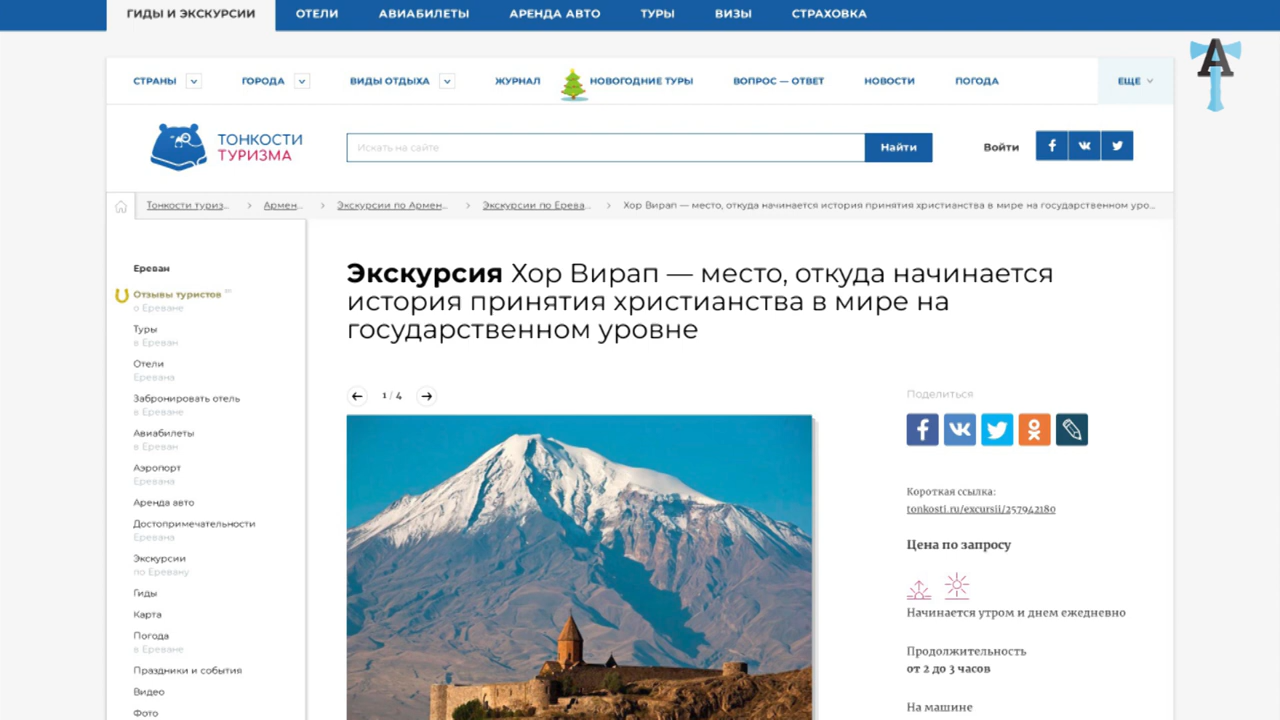 ГИДЫ И ЭКСКУРСИИ ОТЕЛИ АВИАБИЛЕТЫ АРЕНДА АВТО ТУРЫ ВИЗЫ СТРАХОВКА
А
СТРАНЫ ГОРОДА ВИДЫ ОТДЫХА ЖУРНАЛ НОВОГОДНИЕ ТУРЫ ВОПРОС — ОТВЕТ НОВОСТИ ПОГОДА ЕЩЕ
ТОНКОСТИ
ТУРИЗМА
Искать на сайте
Найти
Войти
Тонкости туриз… Армен… Экскурсии по Армен… Экскурсии по Ерева… Хор Вирап — место, откуда начинается история принятия христианства в мире на государственном уро…
Ереван
Отзывы туристов
о Ереване
Туры
в Ереван
Отели
Еревана
Забронировать отель
в Ереване
Авиабилеты
в Ереван
Аэропорт
Еревана
Аренда авто
Достопримечательности
Еревана
Экскурсии
по Еревану
Гиды
Карта
Погода
в Ереване
Праздники и события
Видео
Фото
Экскурсия Хор Вирап — место, откуда начинается
история принятия христианства в мире на
государственном уровне
1 / 4
Поделиться
Короткая ссылка:
tonkosti.ru/excursii/257942180
Цена по запросу
Начинается утром и днем ежедневно
Продолжительность
от 2 до 3 часов
На машине